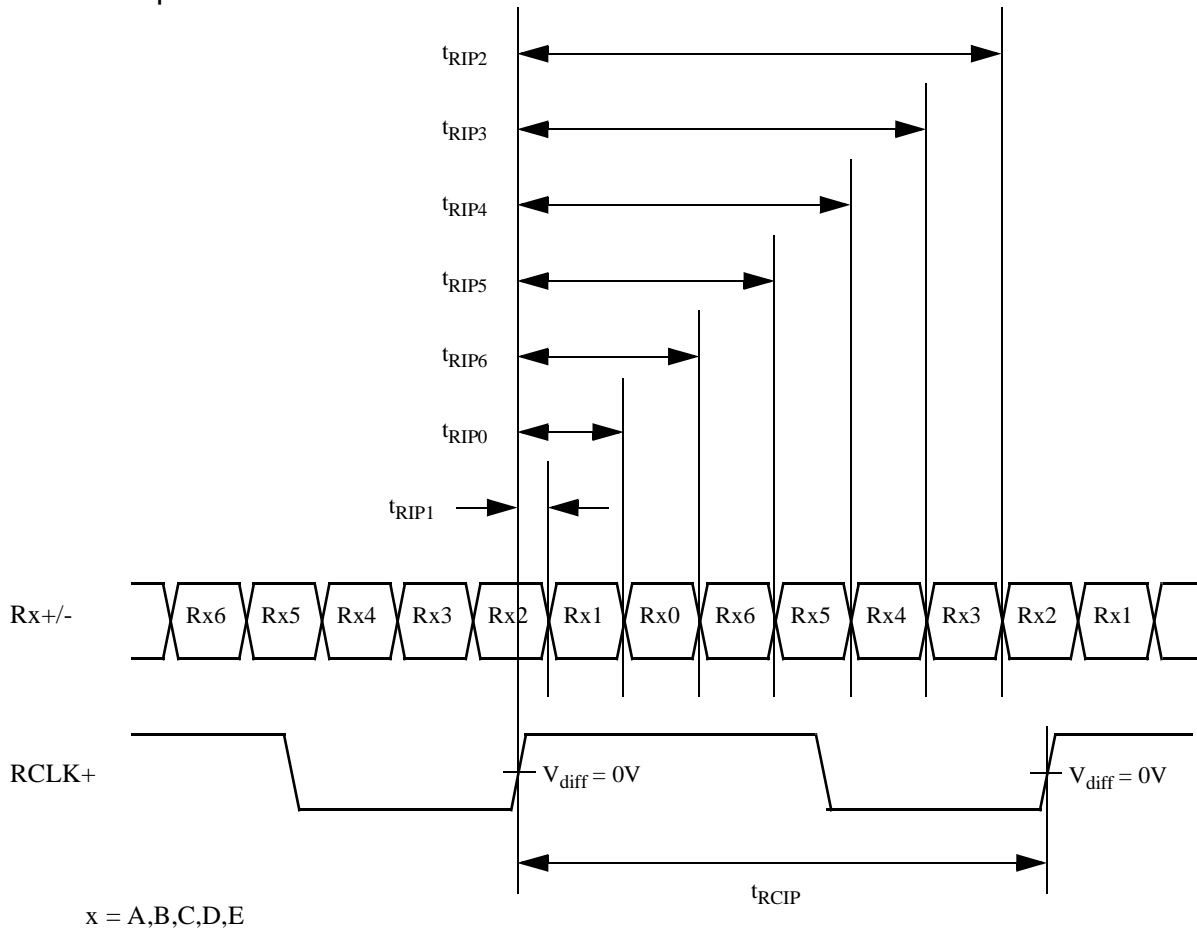 tRIP2
tRIP3
tRIP4
tRIP5
tRIP6
tRIP0
tRIP1
Rx+/- Rx6 Rx5 Rx4 Rx3 Rx2 Rx1 Rx0 Rx6 Rx5 Rx4 Rx3 Rx2 Rx1
RCLK+ Vdiff = 0V Vdiff = 0V
tRCIP
x = A,B,C,D,E